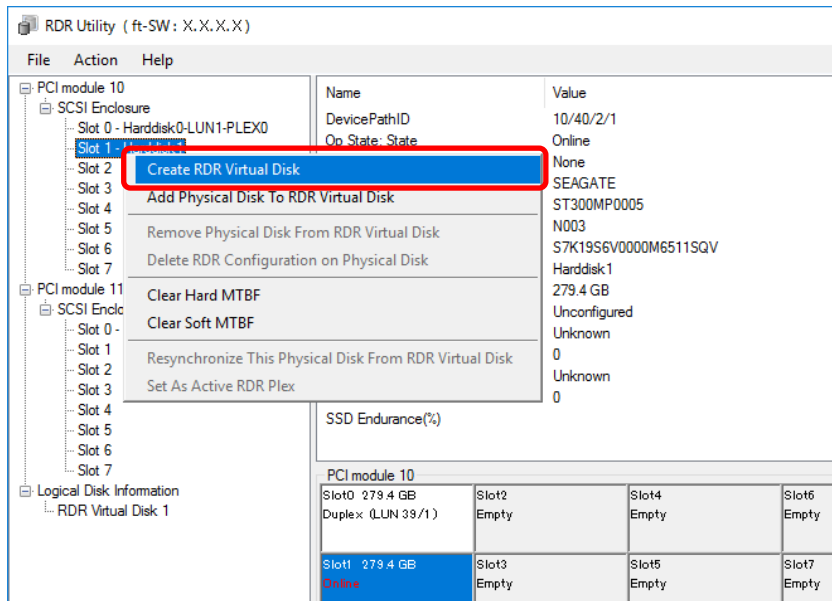 RDR Utility ( ft-SW : X.X.X.X )
File Action Help
PCI module 10
SCSI Enclosure
Slot 0 - Harddisk0-LUN1-PLEX0
Slot 1 -
Slot 2
Slot 3
Slot 4
Slot 5
Slot 6
Slot 7
PCI module 11
SCSI Enclo
Slot 0 -
Slot 1
Slot 2
Slot 3
Slot 4
Slot 5
Slot 6
Slot 7
Logical Disk Information
RDR Virtual Disk 1
Create RDR Virtual Disk
Add Physical Disk To RDR Virtual Disk
Remove Physical Disk From RDR Virtual Disk
Delete RDR Configuration on Physical Disk
Clear Hard MTBF
Clear Soft MTBF
Resynchronize This Physical Disk From RDR Virtual Disk
Set As Active RDR Plex
Name Value
DevicePathID 10/40/2/1
Op State: State Online
None
SEAGATE
ST300MP0005
N003
S7K19S6V0000M6511SQV
Harddisk1
279.4 GB
Unconfigured
Unknown
0
Unknown
0
SSD Endurance(%)
PCI module 10
Slot0 279.4 GB Slot2 Slot4 Slot6
Duplex (LUN 39/1) Empty Empty Empty
Slot1 279.4 GB Slot3 Slot5 Slot7
Online Empty Empty Empty